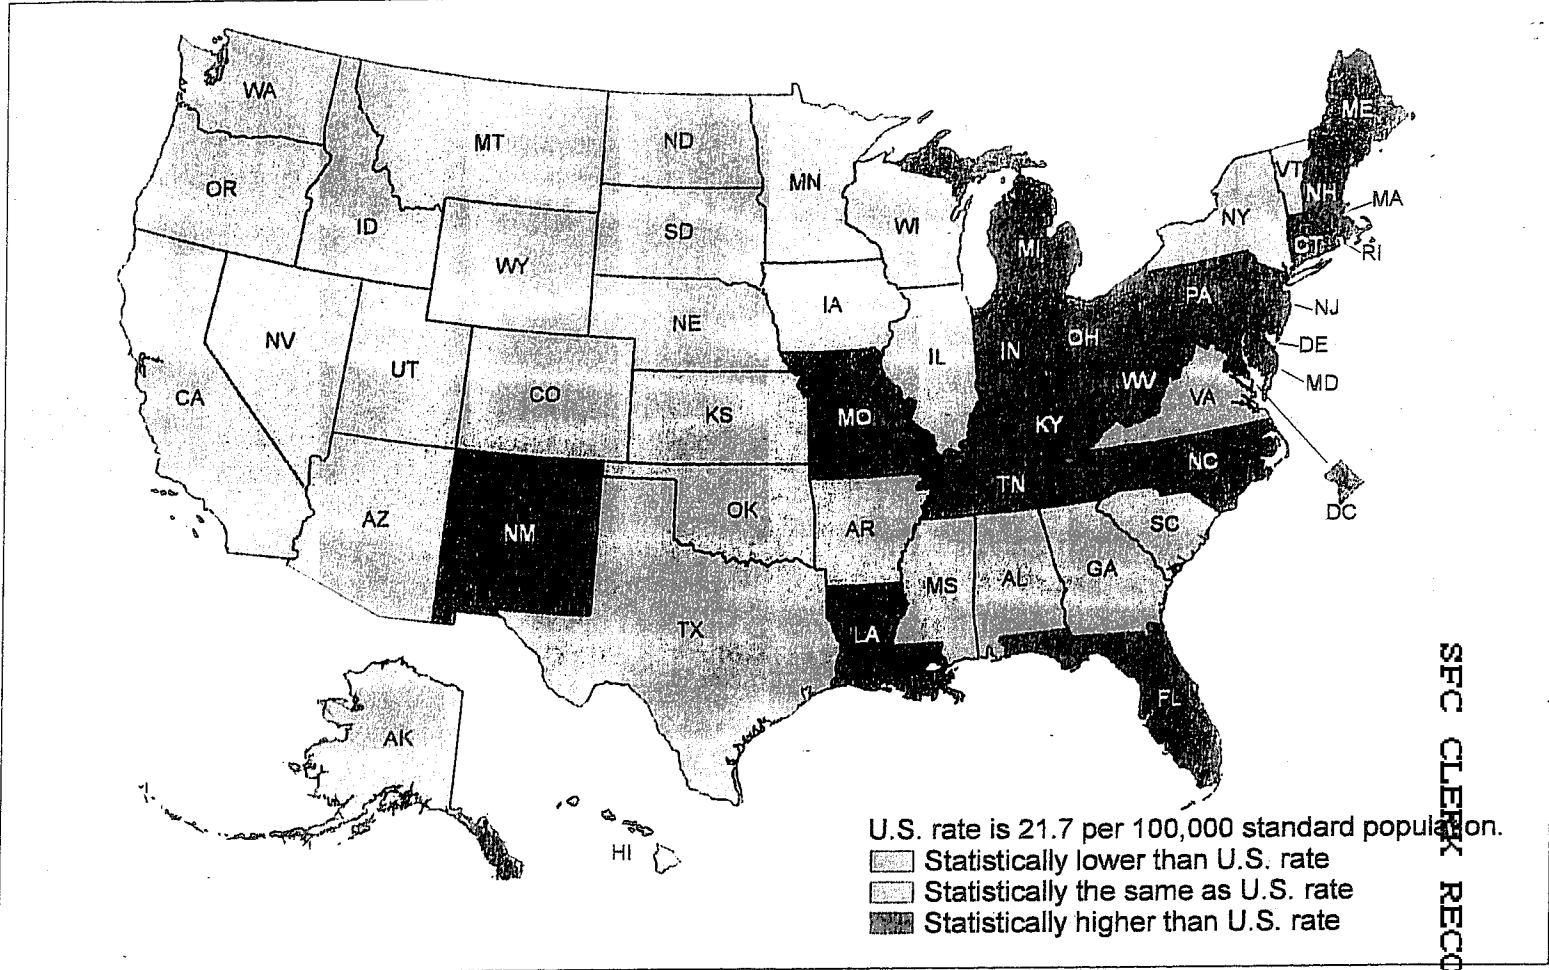 WA
MT
ND
MN
ME
OR
ID
SD
WI
VT
NH
MA
NY
WY
MI
CT
RI
IA
NE
PA
NJ
NV
UT
CO
IL
IN
OH
DE
MD
CA
KS
MO
WV
VA
KY
NC
AZ
NM
OK
AR
TN
SC
DC
MS
AL
GA
TX
LA
FL
AK
HI
U.S. rate is 21.7 per 100,000 standard population.
Statistically lower than U.S. rate
Statistically the same as U.S. rate
Statistically higher than U.S. rate
SFC CLERK RECO